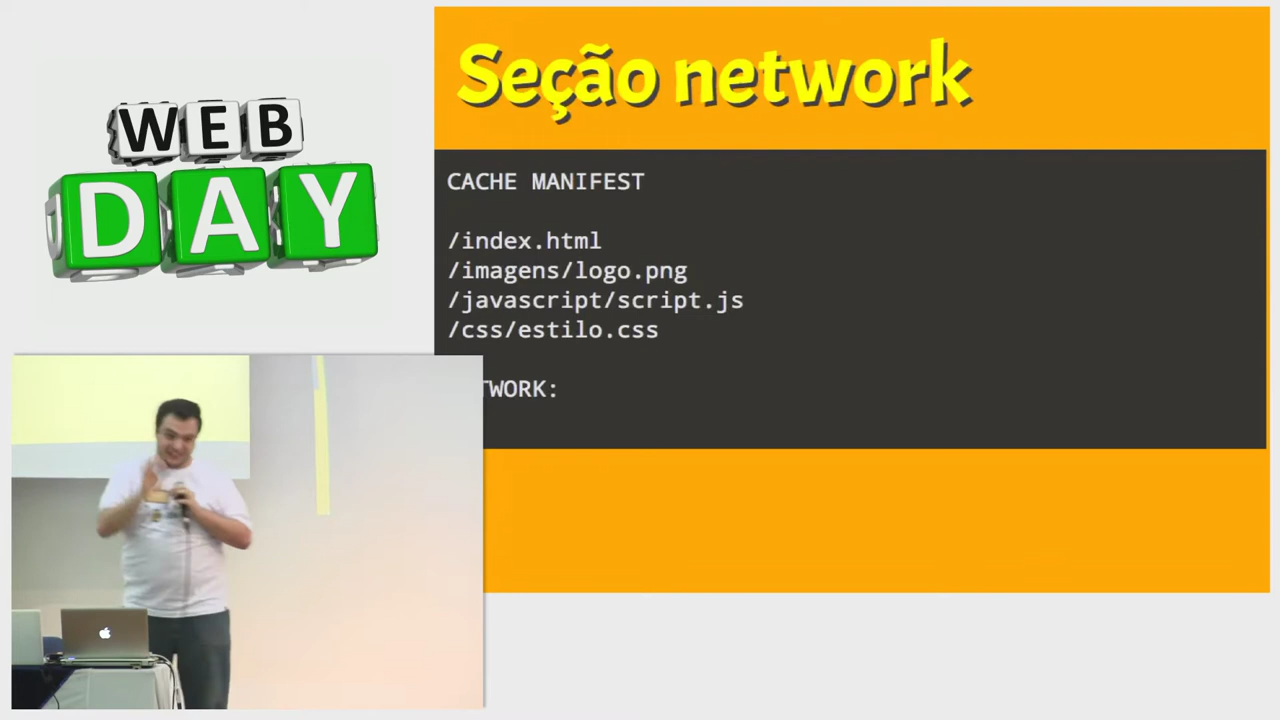 WEB
DAY
Seção network
CACHE MANIFEST
/index.html
/imagens/logo.png
/javascript/script.js
/css/estilo.css
TWORK: